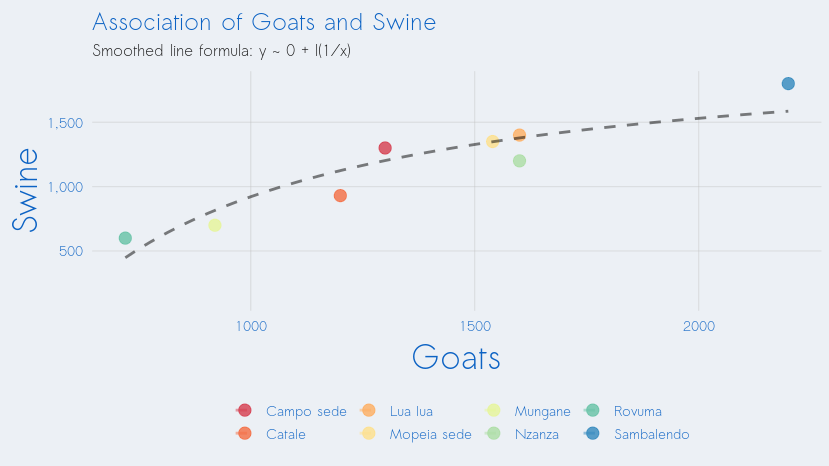 Association of Goats and Swine
Smoothed line formula: y ~ 0 + I(1/x)
Swine
1,500
1,000
500
1000 1500 2000
Goats
Campo sede Lua lua Mungane Rovuma
Catale Mopeia sede Nzanza Sambalendo